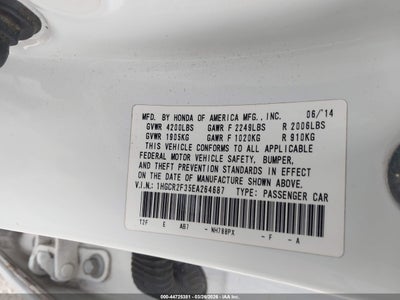 MFD. BY HONDA OF AMERICA MFG., INC. 06/14
GVWR 4200LBS GAWR F 2249LBS R 2006LBS
GVWR 1905KG GAWR F 1020KG R 910KG
THIS VEHICLE CONFORMS TO ALL APPLICABLE
FEDERAL MOTOR VEHICLE SAFETY, BUMPER,
AND THEFT PREVENTION STANDARDS IN EFFECT
ON THE DATE OF MANUFACTURE SHOWN ABOVE.
V.I.N.: 1HGCR2F35EA264687 TYPE: PASSENGER CAR
T2F E AB7 NH788PX - F - A
000-44725351 | 03/26/2026 | IAA Inc.